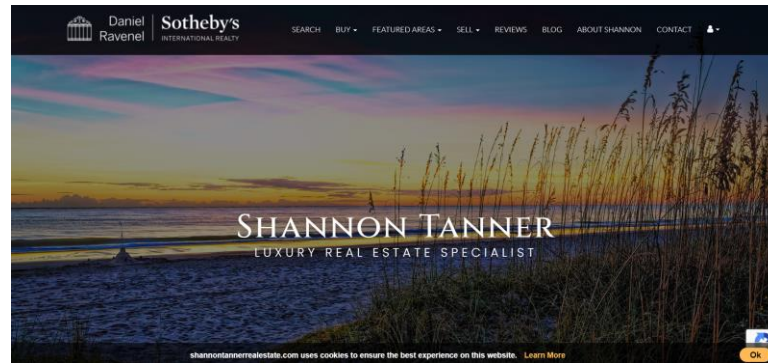 Daniel Ravenel
Sotheby's
INTERNATIONAL REALTY
SEARCH BUY FEATURED AREAS SELL REVIEWS BLOG ABOUT SHANNON CONTACT
SHANNON TANNER
LUXURY REAL ESTATE SPECIALIST
shannontannerrealestate.com uses cookies to ensure the best experience on this website. Learn More Ok